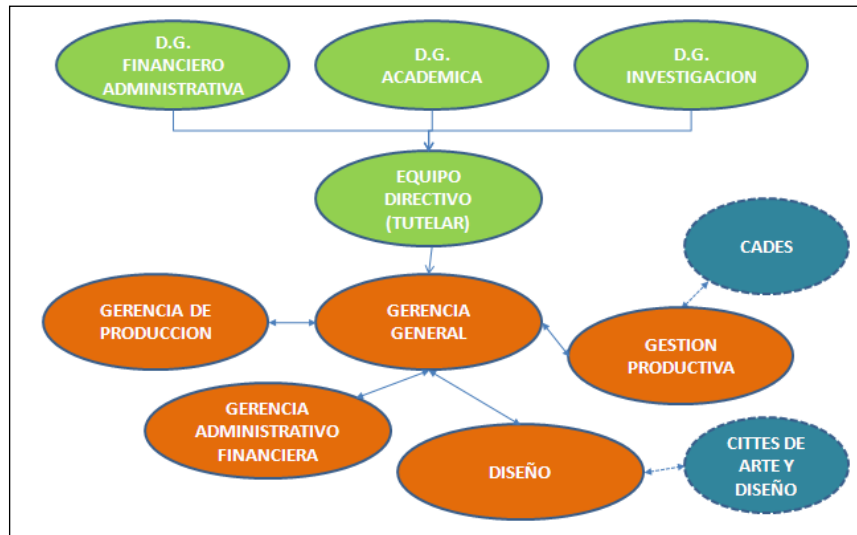 D.G.
FINANCIERO
ADMINISTRATIVA
D.G.
ACADEMICA
D.G.
INVESTIGACION
EQUIPO
DIRECTIVO
(TUTELAR)
CADES
GERENCIA DE
PRODUCCION
GERENCIA
GENERAL
GESTION
PRODUCTIVA
GERENCIA
ADMINISTRATIVO
FINANCIERA
DISEÑO
CITTES DE
ARTE Y
DISEÑO